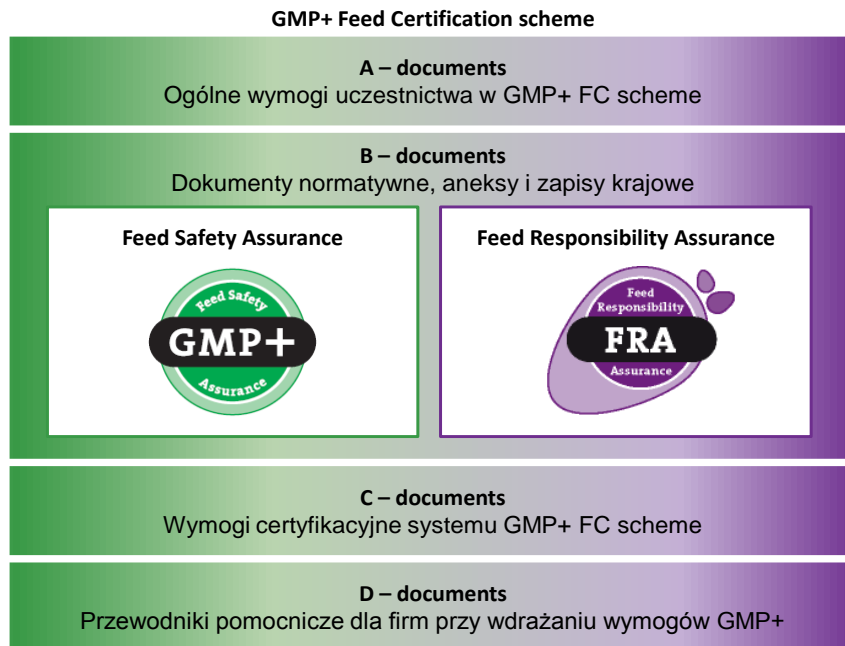 GMP+ Feed Certification scheme
A – documents
Ogólne wymogi uczestnictwa w GMP+ FC scheme
B – documents
Dokumenty normatywne, aneksy i zapisy krajowe
Feed Safety Assurance
Feed Safety
GMP+
Assurance
Feed Responsibility Assurance
Feed
Responsibility
FRA
Assurance
C – documents
Wymogi certyfikacyjne systemu GMP+ FC scheme
D – documents
Przewodniki pomocnicze dla firm przy wdrażaniu wymogów GMP+